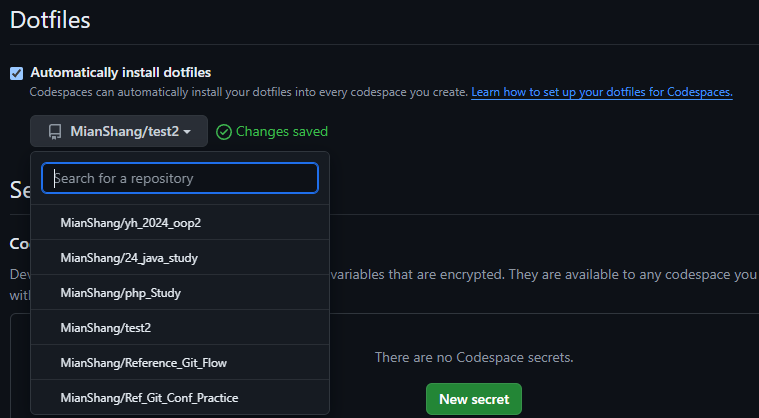 Dotfiles
Automatically install dotfiles
Codespaces can automatically install your dotfiles into every codespace you create. Learn how to set up your dotfiles for Codespaces.
MianShang/test2
Changes saved
Search for a repository
MianShang/yh_2024_oop2
MianShang/24_java_study
MianShang/php_Study
MianShang/test2
MianShang/Reference_Git_Flow
MianShang/Ref_Git_Conf_Practice
Se
Co
Dev variables that are encrypted. They are available to any codespace you
with
There are no Codespace secrets.
New secret